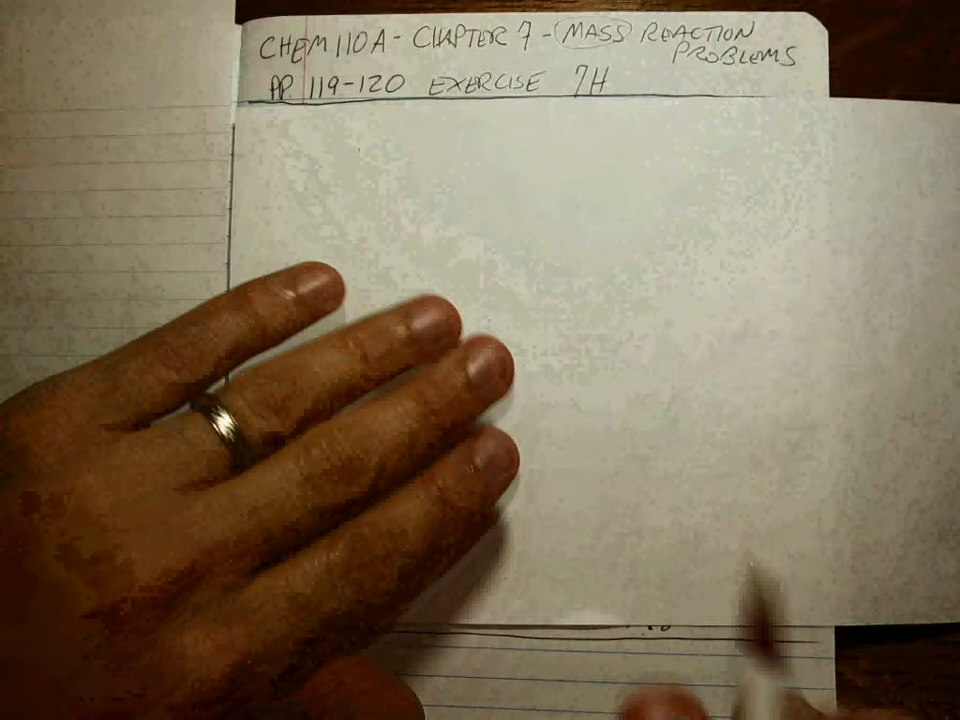 CHEM 110A - CHAPTER 7 - (MASS) REACTION
PROBLEMS
PP 119-120 EXERCISE 7H